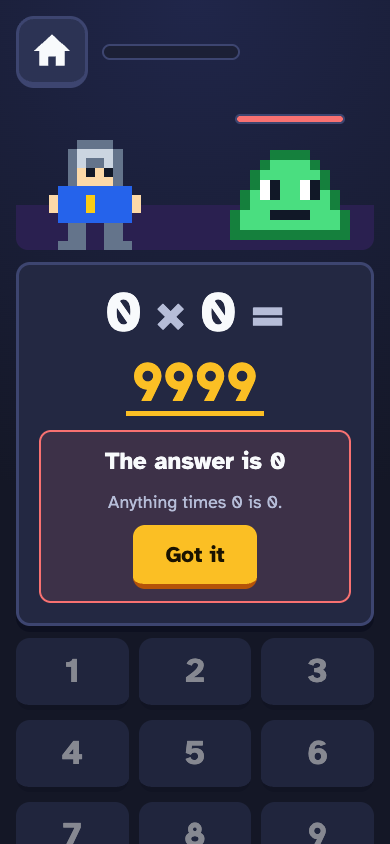 0 × 0 =
9999
The answer is 0
Anything times 0 is 0.
Got it
1 2 3
4 5 6
7 8 9